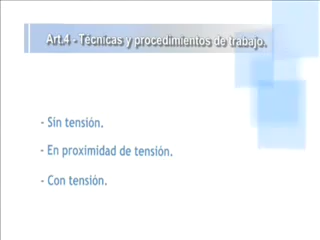 Art.4 - Técnicas y procedimientos de trabajo.
- Sin tensión.
- En proximidad de tensión.
- Con tensión.